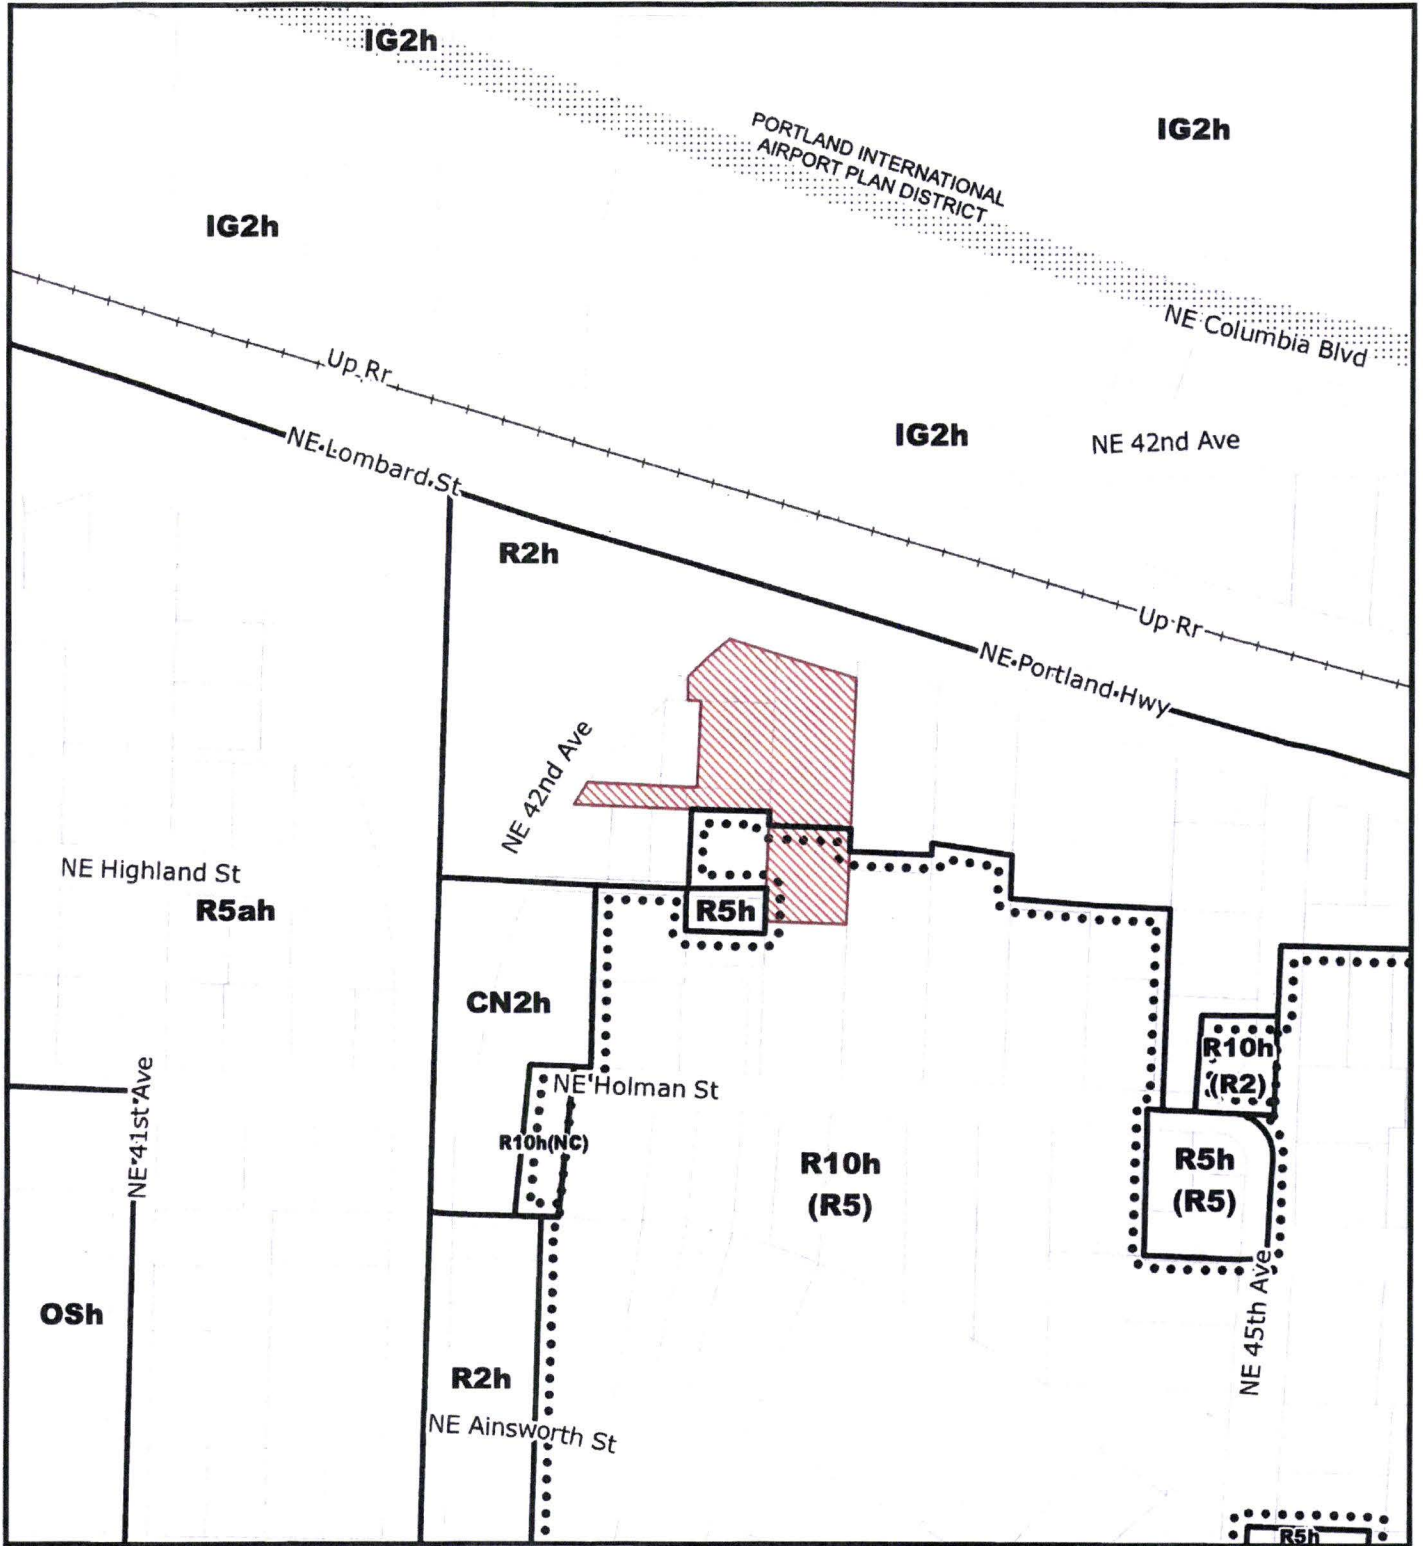 IG2h
IG2h
PORTLAND INTERNATIONAL
AIRPORT PLAN DISTRICT
IG2h
NE Columbia Blvd
Up Rr
IG2h
NE 42nd Ave
NE Lombard St
R2h
Up Rr
NE Portland Hwy
NE 42nd Ave
NE Highland St
R5ah
R5h
CN2h
R10h
(R2)
NE 41st Ave
NE Holman St
R10h(NC)
R10h
(R5)
R5h
(R5)
OSh
NE 45th Ave
R2h
NE Ainsworth St
R5h